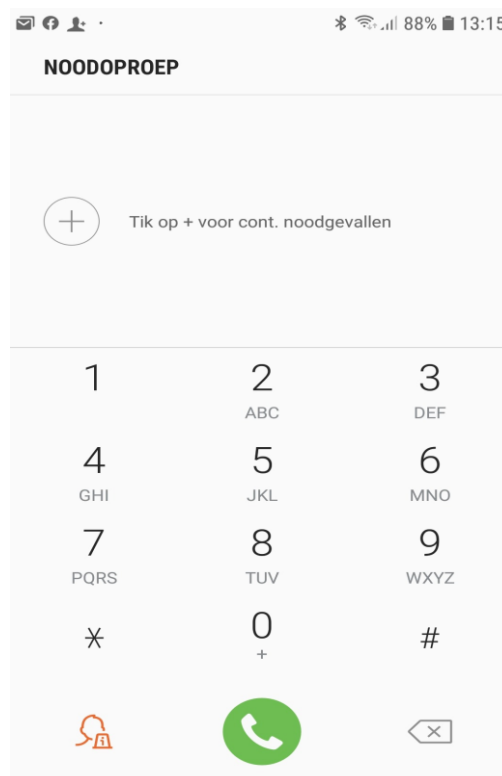 88% 13:15
NOODOPROEP
Tik op + voor cont. noodgevallen
1 2 3
ABC DEF
4 5 6
GHI JKL MNO
7 8 9
PQRS TUV WXYZ
* 0 #
+